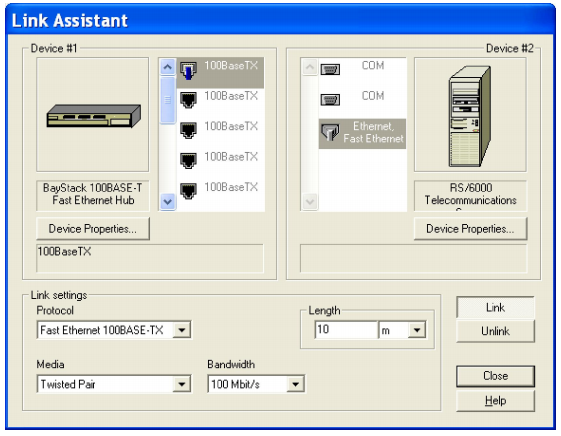 Link Assistant
Device #1
Device #2
100BaseTX
100BaseTX
100BaseTX
100BaseTX
100BaseTX
COM
COM
Ethernet,
Fast Ethernet
BayStack 100BASE-T
Fast Ethernet Hub
RS/6000
Telecommunications
Device Properties...
Device Properties...
100BaseTX
Link settings
Protocol
Fast Ethernet 100BASE-TX
Length
10
m
Media
Twisted Pair
Bandwidth
100 Mbit/s
Link
Unlink
Close
Help